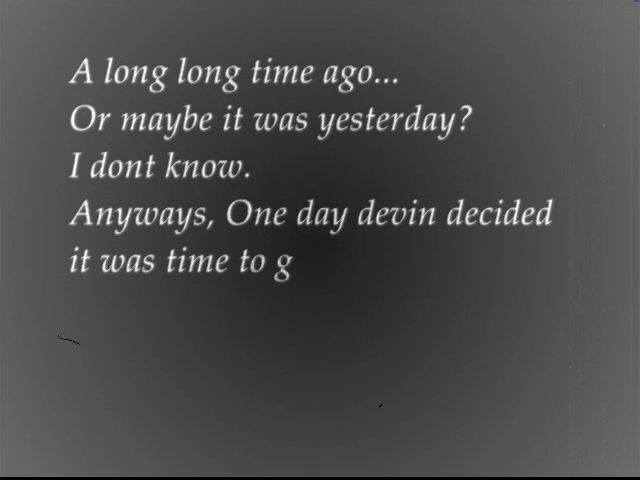 A long long time ago...
Or maybe it was yesterday?
I dont know.
Anyways, One day devin decided
it was time to g